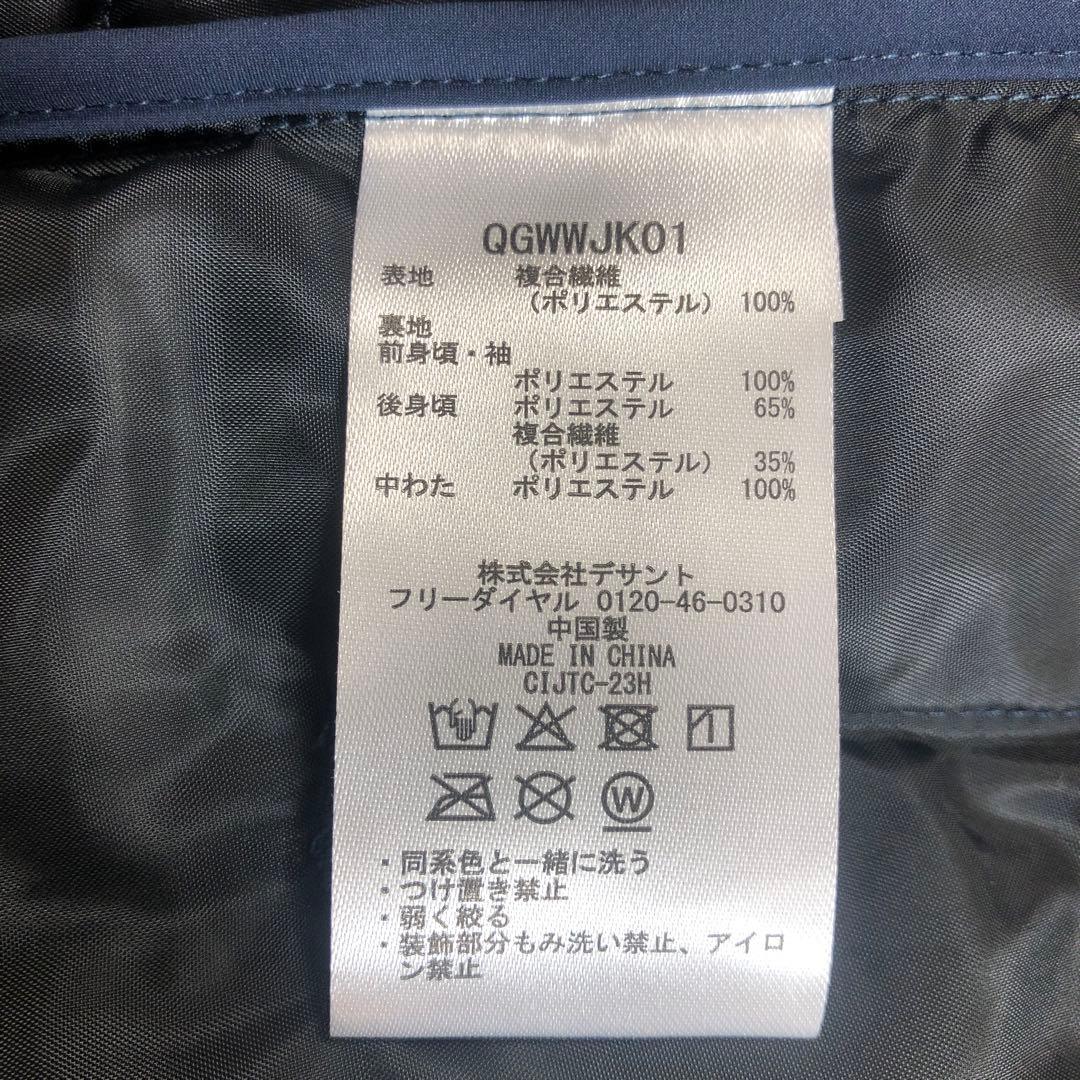 QGWWJK01
表地 複合繊維
（ポリエステル） 100%
裏地
前身頃・袖
ポリエステル 100%
後身頃 ポリエステル 65%
複合繊維
（ポリエステル） 35%
中わた ポリエステル 100%
株式会社デサント
フリーダイヤル 0120-46-0310
中国製
MADE IN CHINA
CIJTC-23H
W
・同系色と一緒に洗う
・つけ置き禁止
・弱く絞る
・装飾部分もみ洗い禁止、アイロ
ン禁止